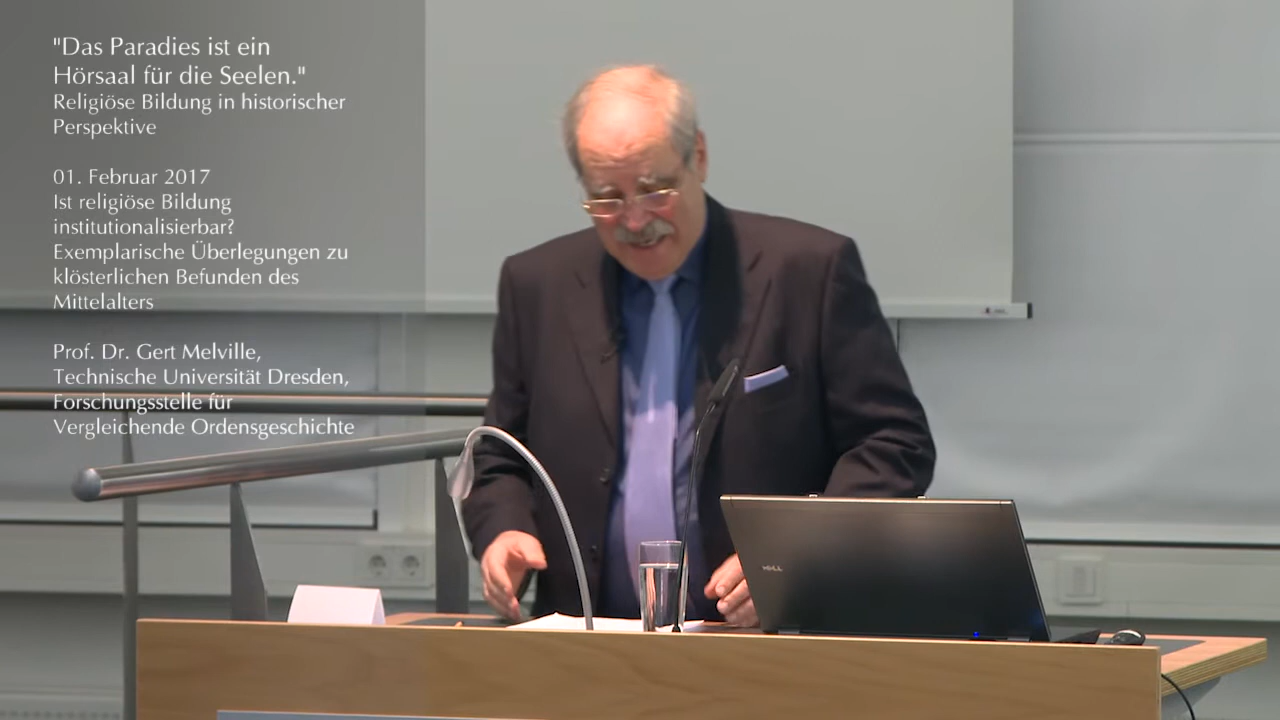 "Das Paradies ist ein
Hörsaal für die Seelen."
Religiöse Bildung in historischer
Perspektive
01. Februar 2017
Ist religiöse Bildung
institutionalisierbar?
Exemplarische Überlegungen zu
klösterlichen Befunden des
Mittelalters
Prof. Dr. Gert Melville,
Technische Universität Dresden,
Forschungsstelle für
Vergleichende Ordensgeschichte
DELL